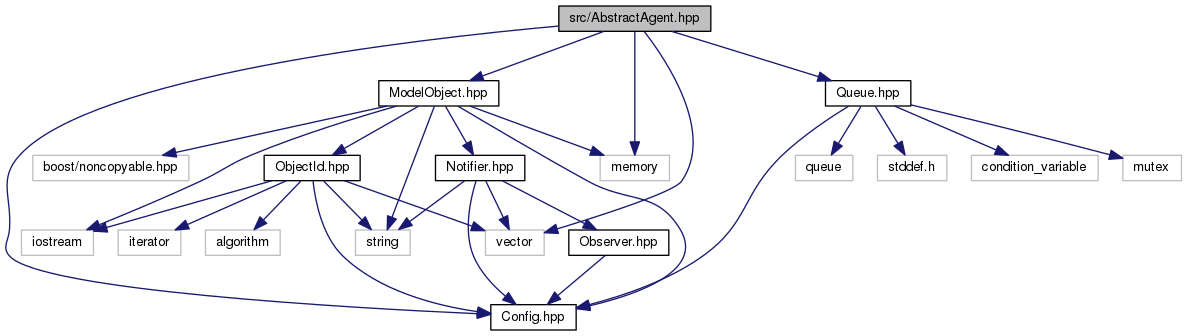 src/AbstractAgent.hpp
ModelObject.hpp
Queue.hpp
boost/noncopyable.hpp
ObjectId.hpp
Notifier.hpp
memory
queue
stddef.h
condition_variable
mutex
iostream
iterator
algorithm
string
vector
Observer.hpp
Config.hpp